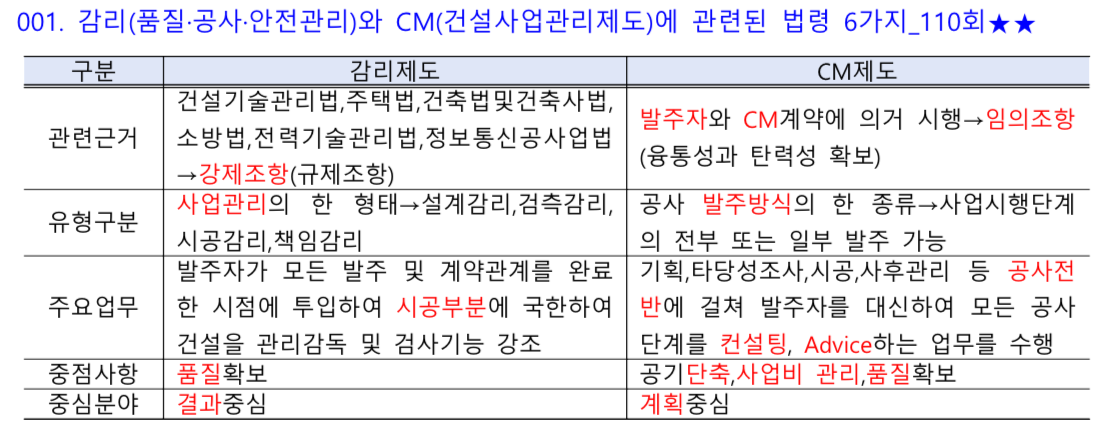 001. 감리(품질·공사·안전관리)와 CM(건설사업관리제도)에 관련된 법령 6가지_110회★★
구분 감리제도 CM제도
관련근거
건설기술관리법,주택법,건축법및건축사법,
소방법,전력기술관리법,정보통신공사업법
→강제조항(규제조항)
발주자와 CM계약에 의거 시행→임의조항
(융통성과 탄력성 확보)
유형구분
사업관리의 한 형태→설계감리,검측감리,
시공감리,책임감리
공사 발주방식의 한 종류→사업시행단계
의 전부 또는 일부 발주 가능
주요업무
발주자가 모든 발주 및 계약관계를 완료
한 시점에 투입하여 시공부분에 국한하여
건설을 관리감독 및 검사기능 강조
기획,타당성조사,시공,사후관리 등 공사전
반에 걸쳐 발주자를 대신하여 모든 공사
단계를 컨설팅, Advice하는 업무를 수행
중점사항 품질확보 공기단축,사업비 관리,품질확보
중심분야 결과중심 계획중심